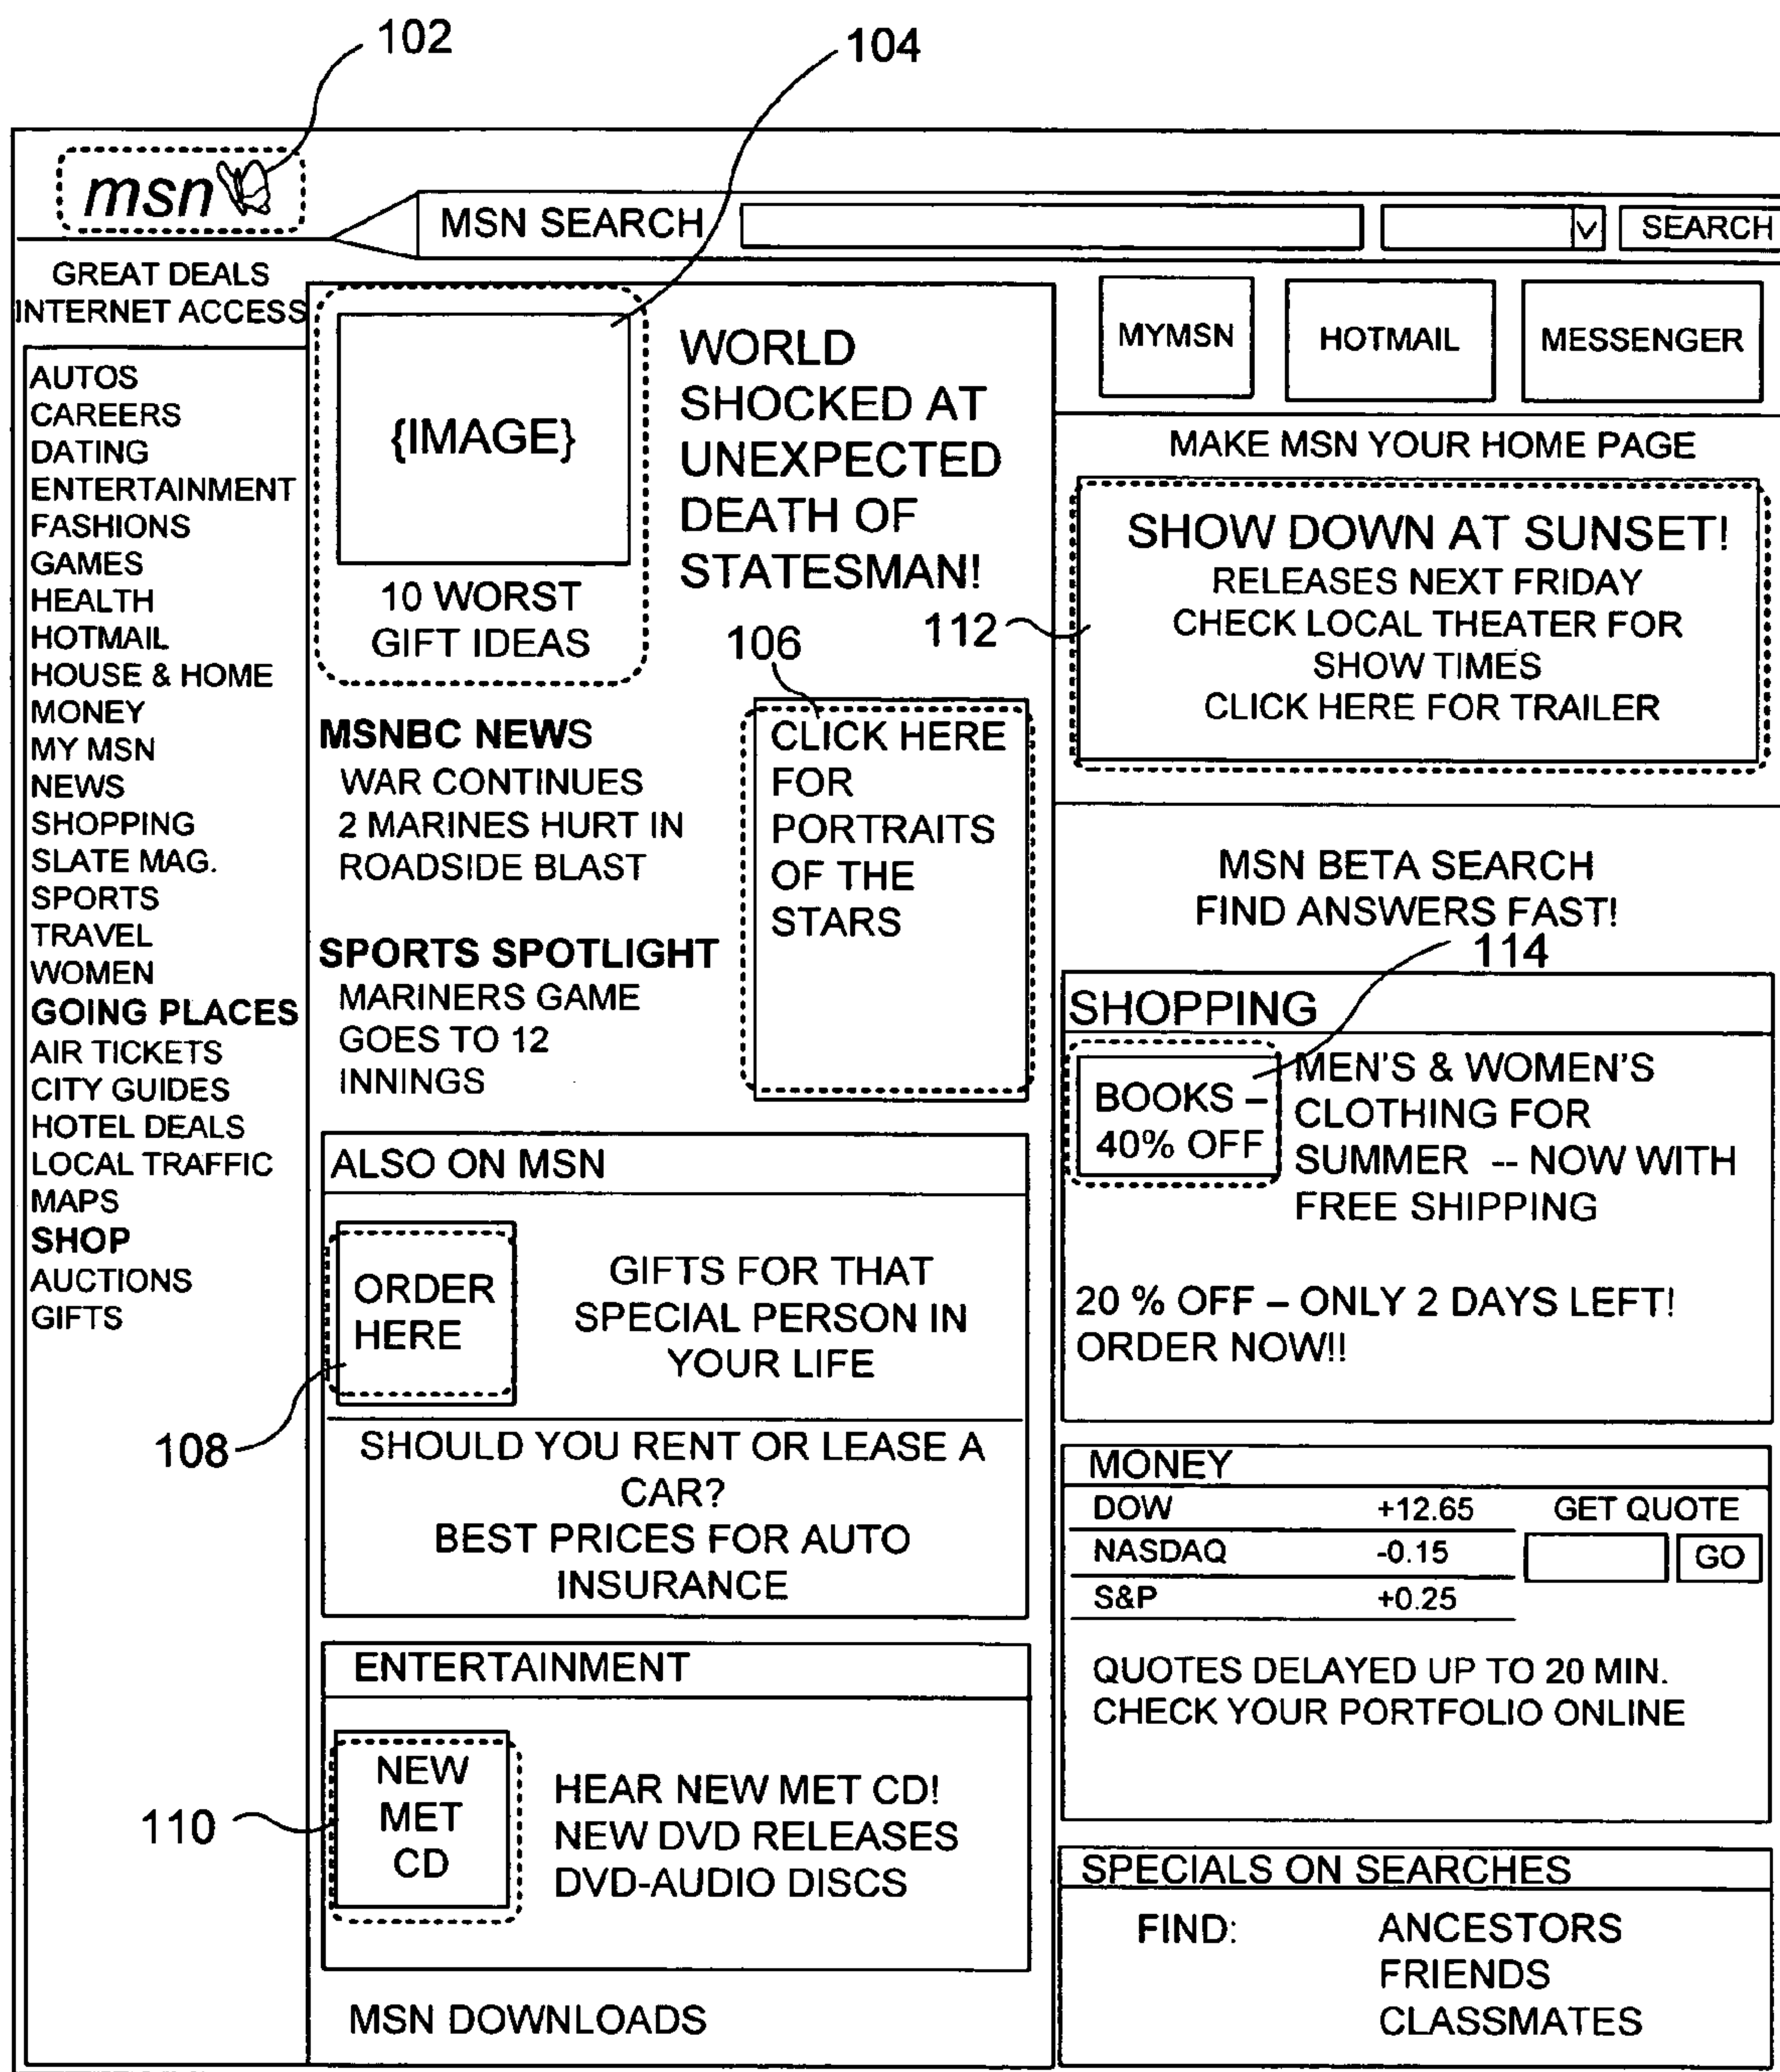 102
104
msn
MSN SEARCH
SEARCH
GREAT DEALS
INTERNET ACCESS
AUTOS
CAREERS
DATING
ENTERTAINMENT
FASHIONS
GAMES
HEALTH
HOTMAIL
HOUSE & HOME
MONEY
MY MSN
NEWS
SHOPPING
SLATE MAG.
SPORTS
TRAVEL
WOMEN
GOING PLACES
AIR TICKETS
CITY GUIDES
HOTEL DEALS
LOCAL TRAFFIC
MAPS
SHOP
AUCTIONS
GIFTS
108
110
{IMAGE}
10 WORST
GIFT IDEAS
WORLD
SHOCKED AT
UNEXPECTED
DEATH OF
STATESMAN!
106
112
MSNBC NEWS
WAR CONTINUES
2 MARINES HURT IN
ROADSIDE BLAST
SPORTS SPOTLIGHT
MARINERS GAME
GOES TO 12
INNINGS
CLICK HERE
FOR
PORTRAITS
OF THE
STARS
ALSO ON MSN
ORDER
HERE
GIFTS FOR THAT
SPECIAL PERSON IN
YOUR LIFE
SHOULD YOU RENT OR LEASE A
CAR?
BEST PRICES FOR AUTO
INSURANCE
ENTERTAINMENT
NEW
MET
CD
HEAR NEW MET CD!
NEW DVD RELEASES
DVD-AUDIO DISCS
MSN DOWNLOADS
MYMSN
HOTMAIL
MESSENGER
MAKE MSN YOUR HOME PAGE
SHOW DOWN AT SUNSET!
RELEASES NEXT FRIDAY
CHECK LOCAL THEATER FOR
SHOW TIMES
CLICK HERE FOR TRAILER
MSN BETA SEARCH
FIND ANSWERS FAST!
114
SHOPPING
BOOKS –
40% OFF
MEN'S & WOMEN'S
CLOTHING FOR
SUMMER -- NOW WITH
FREE SHIPPING
20 % OFF – ONLY 2 DAYS LEFT!
ORDER NOW!!
MONEY
DOW +12.65 GET QUOTE
NASDAQ -0.15 GO
S&P +0.25
QUOTES DELAYED UP TO 20 MIN.
CHECK YOUR PORTFOLIO ONLINE
SPECIALS ON SEARCHES
FIND: ANCESTORS
FRIENDS
CLASSMATES